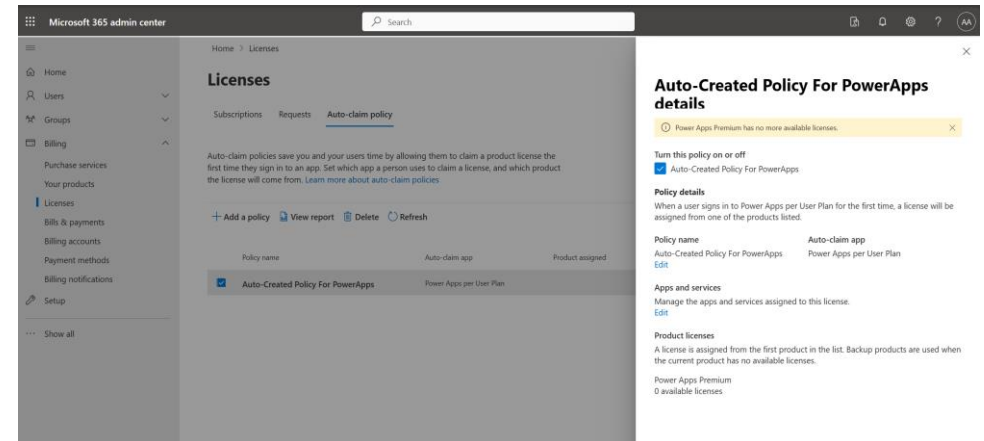 Microsoft 365 admin center
Search
AA
Home > Licenses
Home
Users
Groups
Billing
Purchase services
Your products
Licenses
Bills & payments
Billing accounts
Payment methods
Billing notifications
Setup
Show all
Licenses
Subscriptions Requests Auto-claim policy
Auto-claim policies save you and your users time by allowing them to claim a product license the
first time they sign in to an app. Set which app a person uses to claim a license, and which product
the license will come from. Learn more about auto-claim policies
Add a policy View report Delete Refresh
Policy name Auto-claim app Product assigned
Auto-Created Policy For PowerApps Power Apps per User Plan
Auto-Created Policy For PowerApps
details
Power Apps Premium has no more available licenses.
Turn this policy on or off
Auto-Created Policy For PowerApps
Policy details
When a user signs in to Power Apps per User Plan for the first time, a license will be
assigned from one of the products listed.
Policy name Auto-claim app
Auto-Created Policy For PowerApps Power Apps per User Plan
Edit
Apps and services
Manage the apps and services assigned to this license.
Edit
Product licenses
A license is assigned from the first product in the list. Backup products are used when
the current product has no available licenses.
Power Apps Premium
0 available licenses